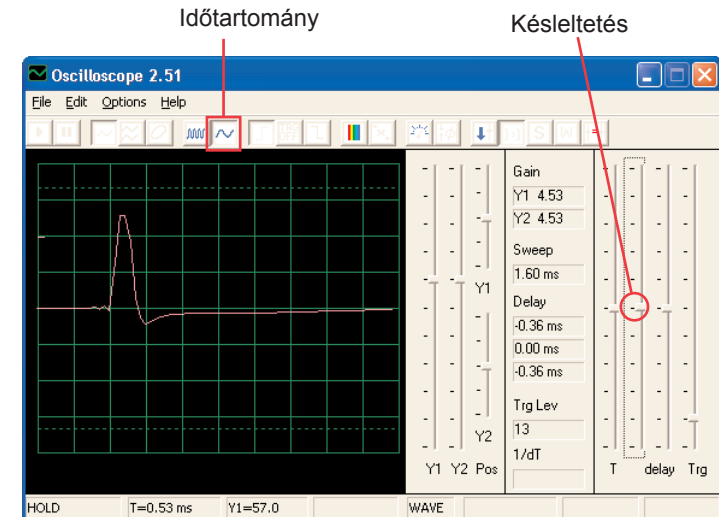 Időtartomány
Késleltetés
Oscilloscope 2.51
File Edit Options Help
Gain
Y1 4.53
Y2 4.53
Sweep
1.60 ms
Y1
Delay
-0.36 ms
0.00 ms
-0.36 ms
Trg Lev
13
Y2
1/dT
Y1 Y2 Pos
T delay Trg
HOLD T=0.53 ms Y1=57.0 WAVE